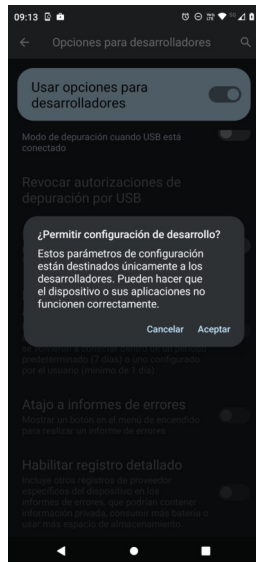 09:13
5G
Opciones para desarrolladores
Usar opciones para
desarrolladores
Modo de depuración cuando USB está
conectado
Revocar autorizaciones de
depuración por USB
¿Permitir configuración de desarrollo?
Estos parámetros de configuración
están destinados únicamente a los
desarrolladores. Pueden hacer que
el dispositivo o sus aplicaciones no
funcionen correctamente.
Cancelar Aceptar
predeterminado (7 días) o uno configurado
por el usuario (mínimo de 1 día)
Atajo a informes de errores
Mostrar un botón en el menú de encendido
para realizar un informe de errores
Habilitar registro detallado
Incluye otros registros de proveedor
específicos del dispositivo en los
informes de errores, que podrían contener
información privada, consumir más batería o
usar más espacio de almacenamiento.